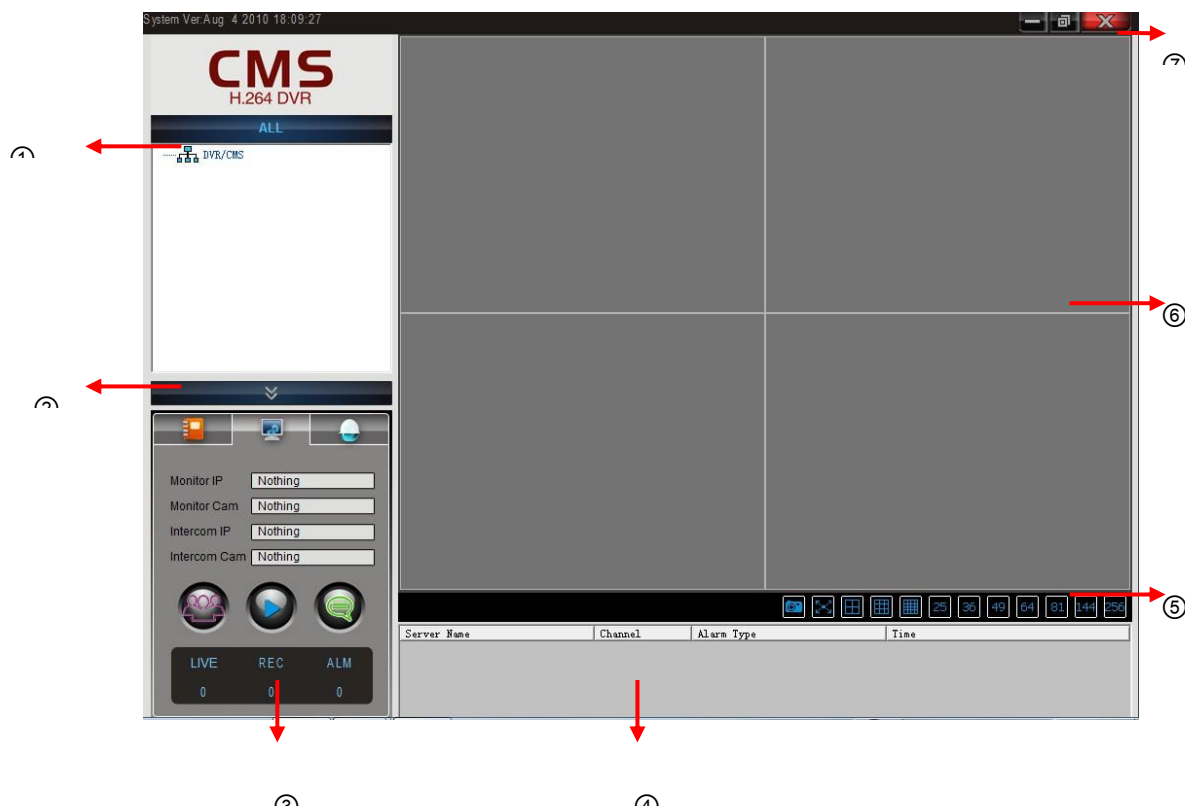 System Ver.Aug 4 2010 18:09:27
CMS
H.264 DVR
ALL
DVR/CMS
Monitor IP Nothing
Monitor Cam Nothing
Intercom IP Nothing
Intercom Cam Nothing
LIVE REC ALM
0 0 0
25 36 49 64 81 144 256
Server Name Channel Alarm Type Time
①
②
③
④
⑤
⑥
⑦